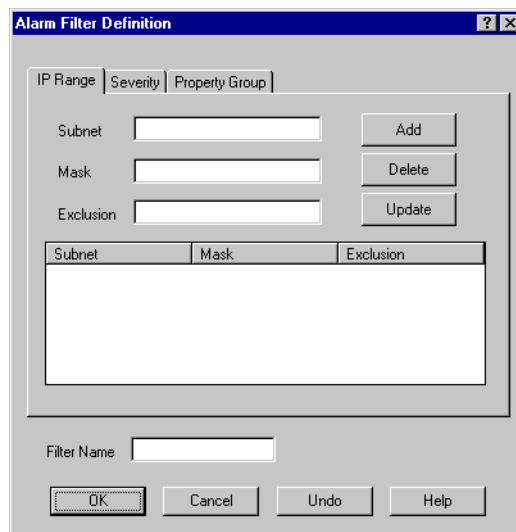 Alarm Filter Definition
IP Range Severity Property Group
Subnet Add
Mask Delete
Exclusion Update
Subnet Mask Exclusion
Filter Name
OK Cancel Undo Help